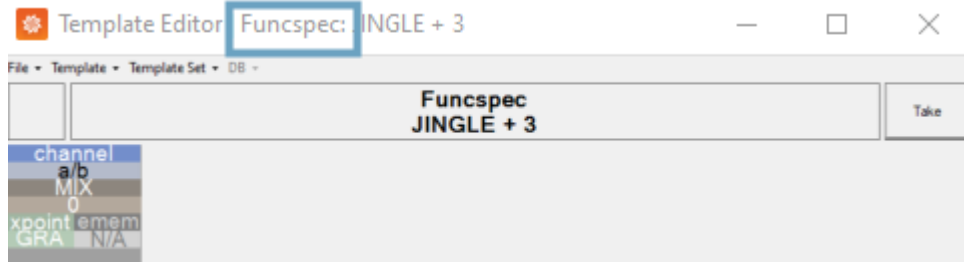 Template Editor Funcspec: JINGLE + 3
File Template Template Set DB
Funcspec
JINGLE + 3
Take
channel
a/b
MIX
0
xpoint emem
GRA N/A